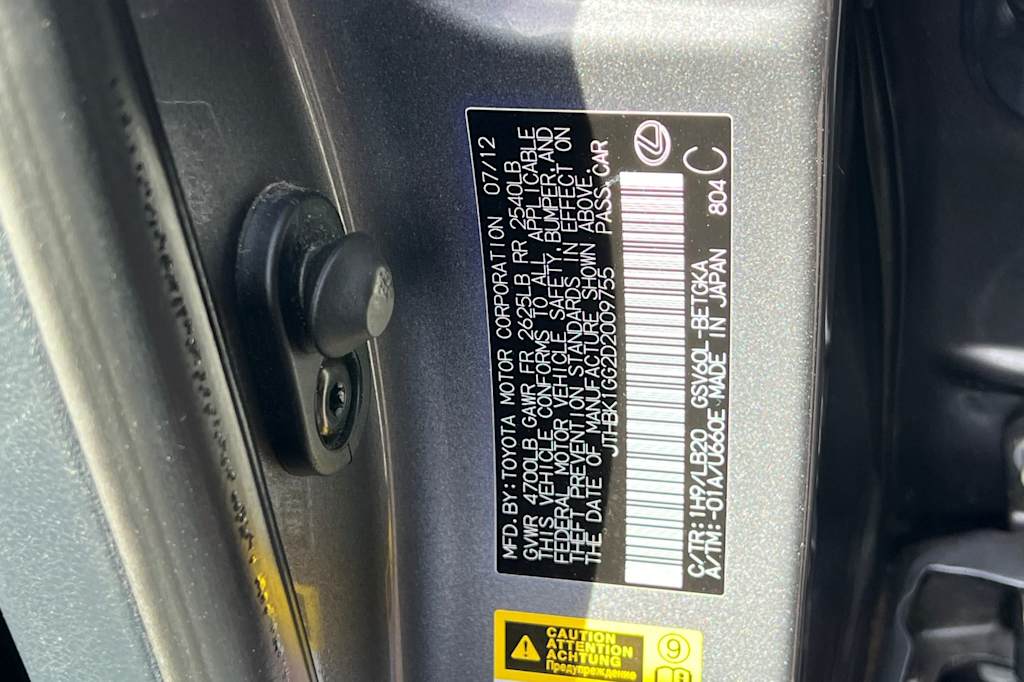 MFD.BY:TOYOTA MOTOR CORPORATION 07/12
GVWR 4700LB GAWR FR 2625LB RR 2540LB
THIS VEHICLE CONFORMS TO ALL APPLICABLE
FEDERAL MOTOR VEHICLE SAFETY,BUMPER,AND
THEFT PREVENTION STANDARDS IN EFFECT ON
THE DATE OF MANUFACTURE SHOWN ABOVE.
JTHBK1GG2D2009755 PASS.CAR
C/TR:1H9/LB20 GSV60L-BETGKA
A/TM:-01A/U660E MADE IN JAPAN 804 C
CAUTION
ATTENTION
ACHTUNG
Предупреждение
9